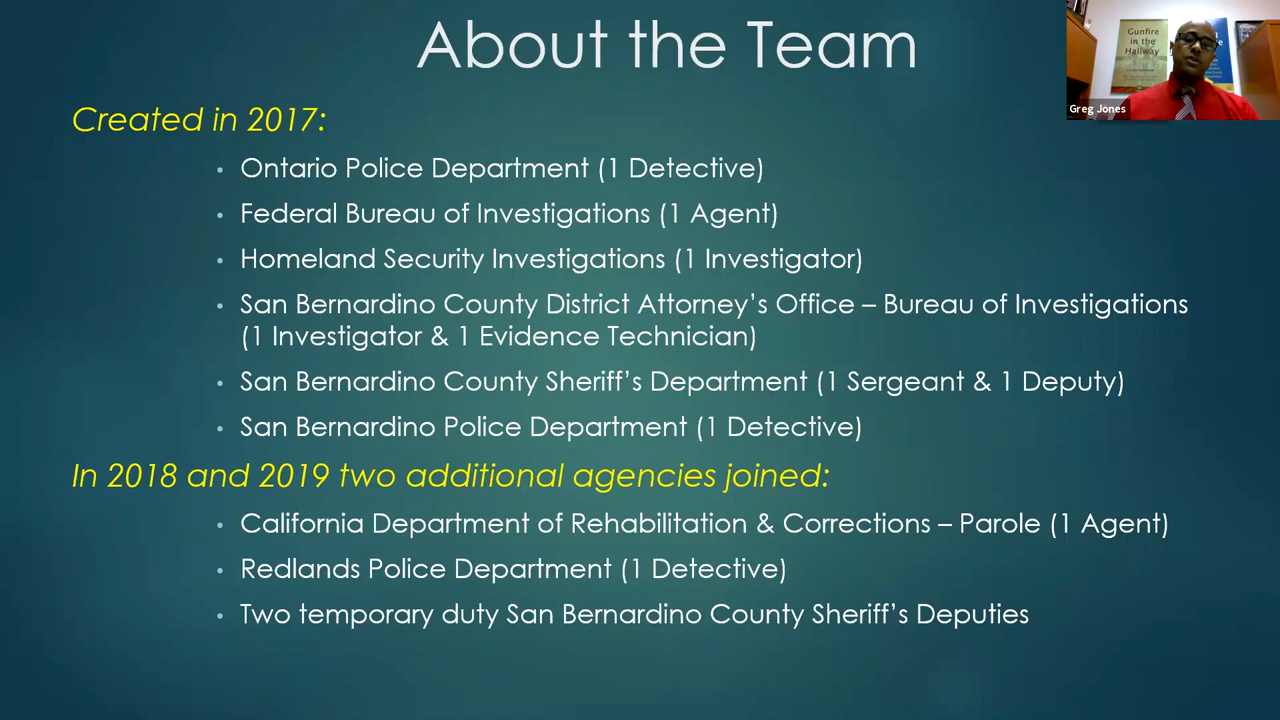 About the Team
Gunfire
in the
Hallway
Greg Jones
Created in 2017:
• Ontario Police Department (1 Detective)
• Federal Bureau of Investigations (1 Agent)
• Homeland Security Investigations (1 Investigator)
• San Bernardino County District Attorney’s Office – Bureau of Investigations
(1 Investigator & 1 Evidence Technician)
• San Bernardino County Sheriff’s Department (1 Sergeant & 1 Deputy)
• San Bernardino Police Department (1 Detective)
In 2018 and 2019 two additional agencies joined:
• California Department of Rehabilitation & Corrections – Parole (1 Agent)
• Redlands Police Department (1 Detective)
• Two temporary duty San Bernardino County Sheriff’s Deputies